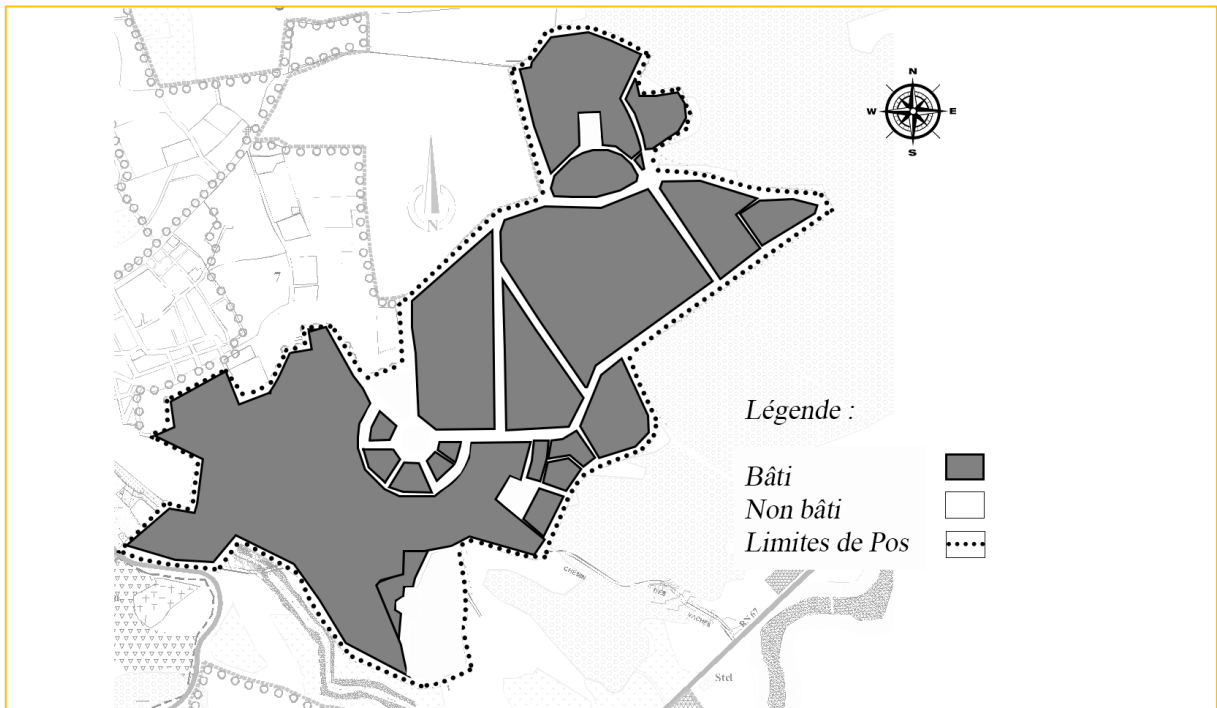 N
W E
S
N
7
Légende :
Bâti
Non bâti
Limites de Pos
CHEMIN
DES
VACHES
RN 67
Stel